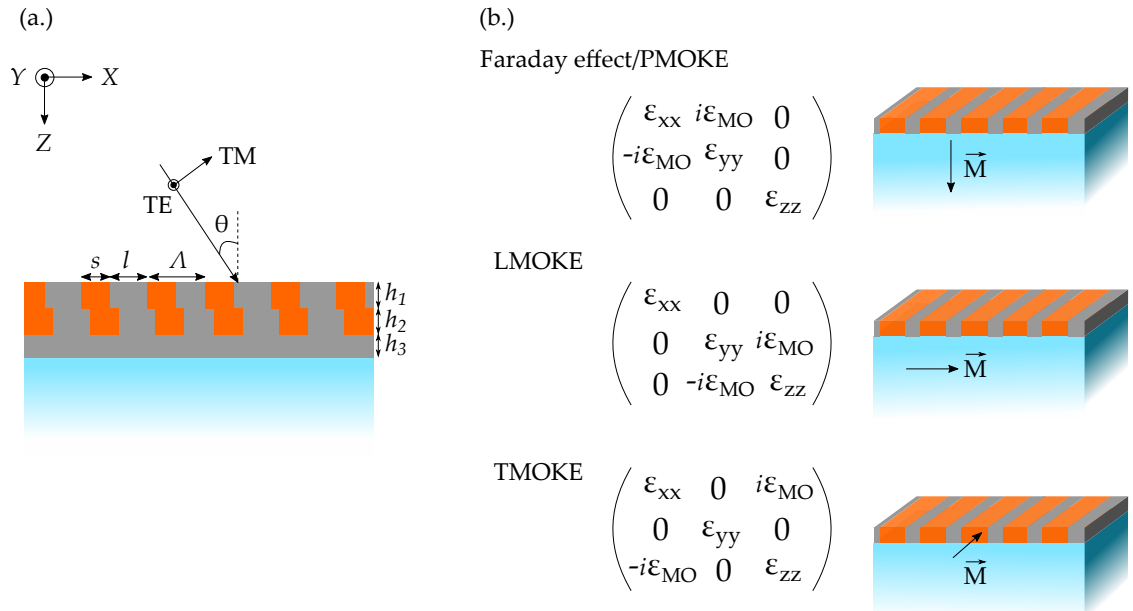 (a.)
Y
X
Z
TM
TE
θ
s
l
Λ
h1
h2
h3
(b.)
Faraday effect/PMOKE
εxx iεMO 0
-iεMO εyy 0
0 0 εzz
M
LMOKE
εxx 0 0
0 εyy iεMO
0 -iεMO εzz
M
TMOKE
εxx 0 iεMO
0 εyy 0
-iεMO 0 εzz
M